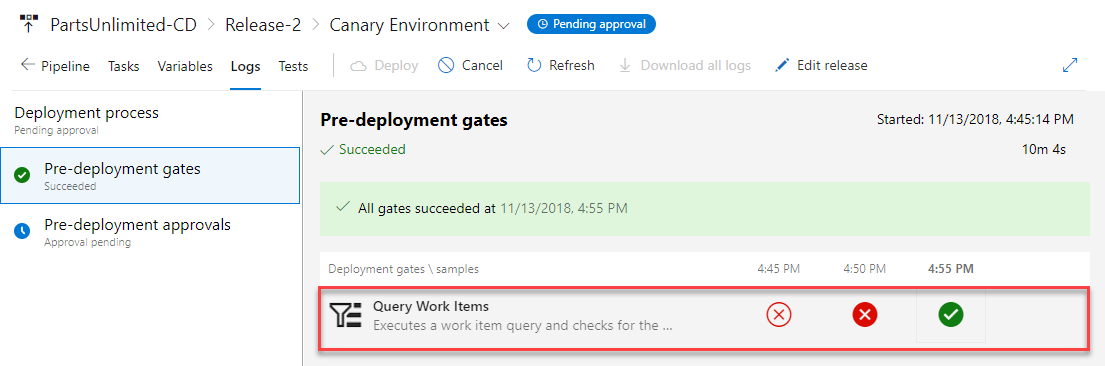 PartsUnlimited-CD > Release-2 > Canary Environment Pending approval
Pipeline Tasks Variables Logs Tests Deploy Cancel Refresh Download all logs Edit release
Deployment process
Pending approval
Pre-deployment gates
Succeeded
Pre-deployment approvals
Approval pending
Pre-deployment gates Started: 11/13/2018, 4:45:14 PM
Succeeded 10m 4s
All gates succeeded at 11/13/2018, 4:55 PM
Deployment gates \ samples 4:45 PM 4:50 PM 4:55 PM
Query Work Items
Executes a work item query and checks for the ...